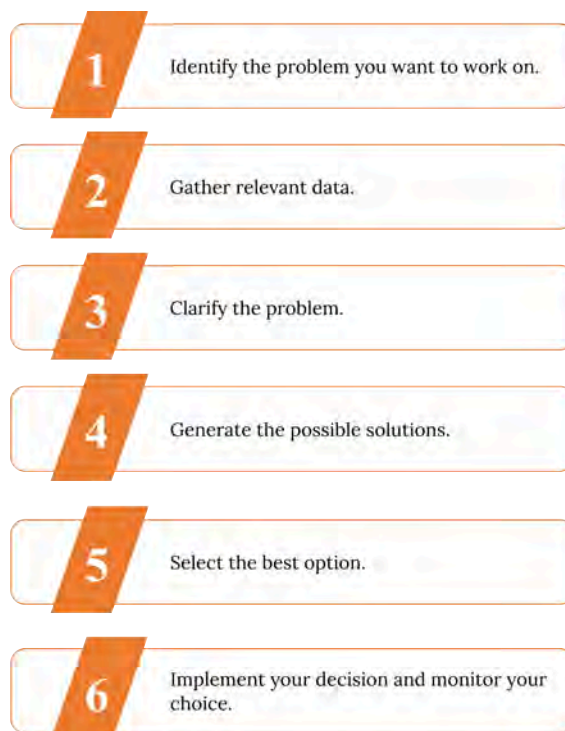 1
Identify the problem you want to work on.
2
Gather relevant data.
3
Clarify the problem.
4
Generate the possible solutions.
5
Select the best option.
6
Implement your decision and monitor your
choice.